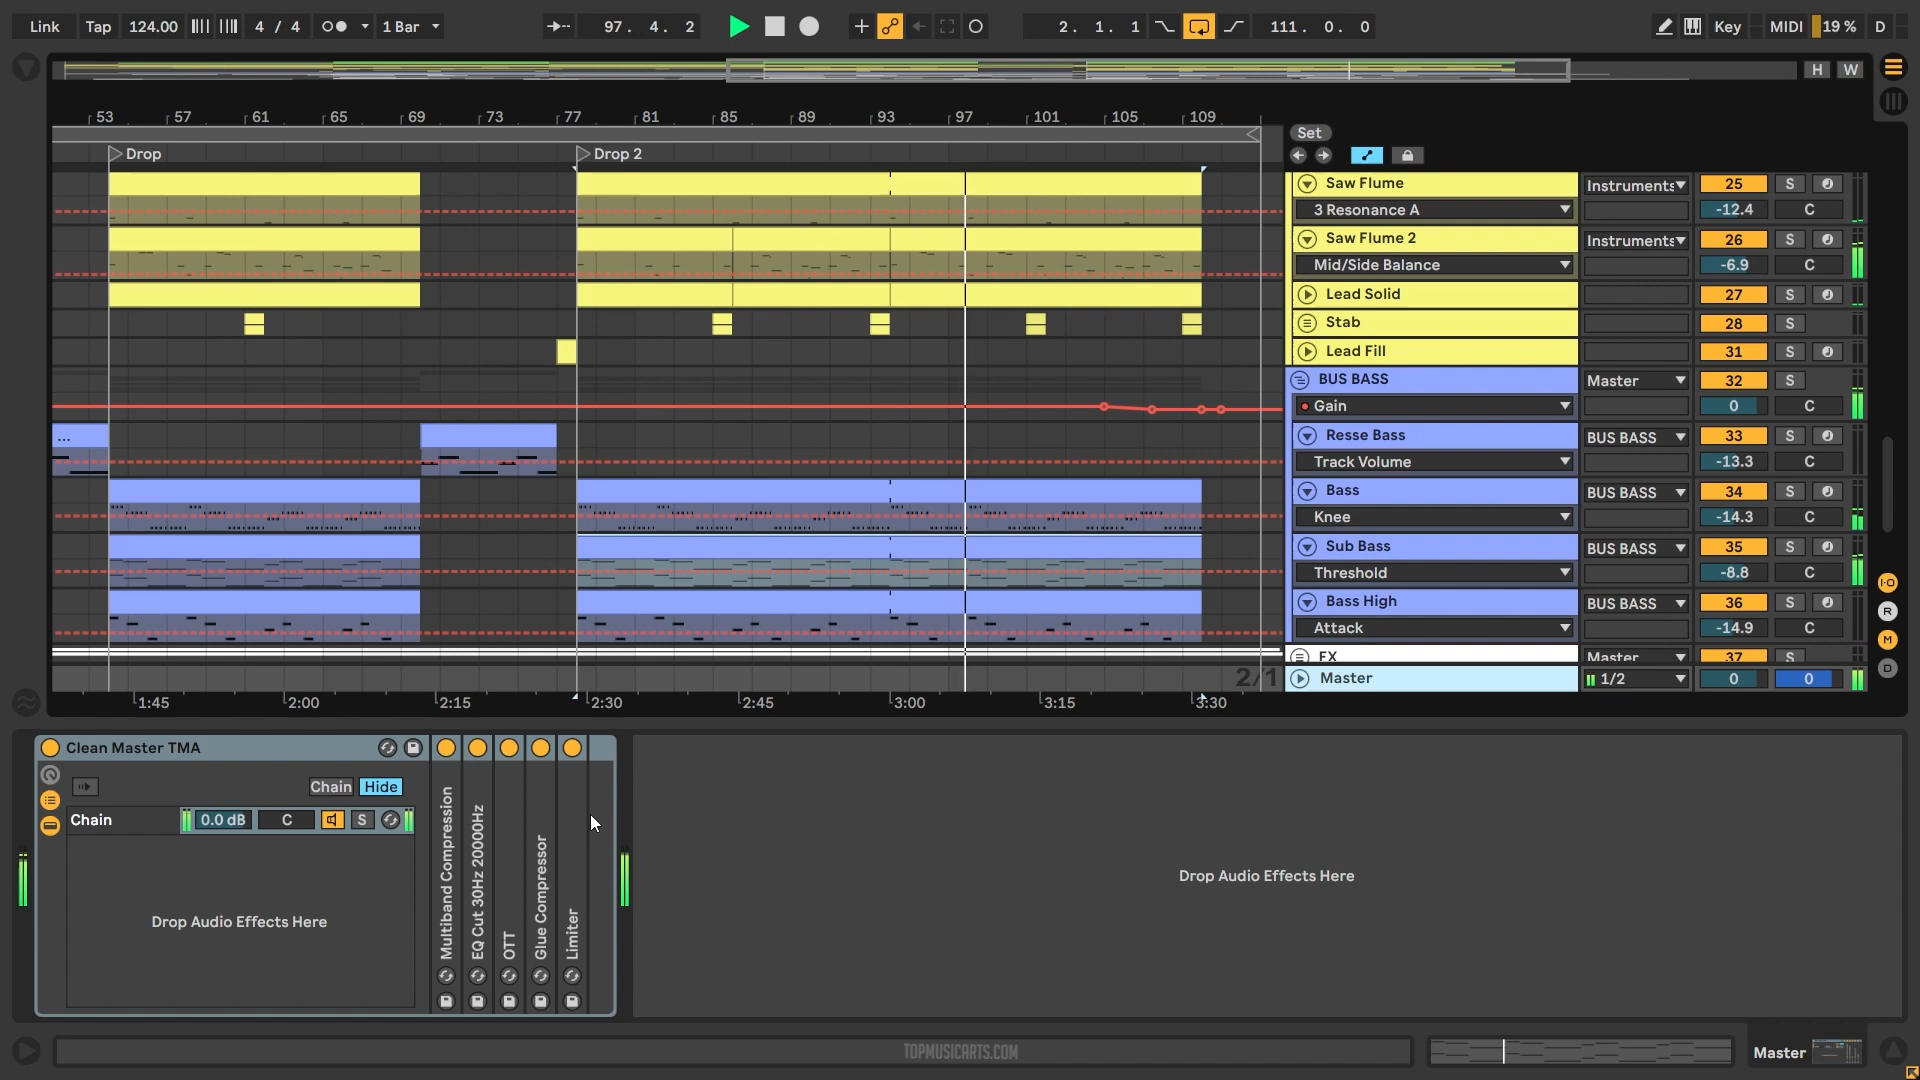 Link Tap 124.00 4 / 4 1 Bar 97. 4. 2 2. 1. 1 111. 0. 0 Key MIDI 19 % D
H W
53 57 61 65 69 73 77 81 85 89 93 97 101 105 109
Set
Drop Drop 2
Saw Flume Instruments 25 S
3 Resonance A -12.4 C
Saw Flume 2 Instruments 26 S
Mid/Side Balance -6.9 C
Lead Solid 27 S
Stab 28 S
Lead Fill 31 S
BUS BASS Master 32 S
Gain 0 C
... Resse Bass BUS BASS 33 S
Track Volume -13.3 C
Bass BUS BASS 34 S
Knee -14.3 C
Sub Bass BUS BASS 35 S
Threshold -8.8 C
I·O
Bass High BUS BASS 36 S
R
Attack -14.9 C
M
FX Master 37 S
D
2/1 Master 1/2 0 0
1:45 2:00 2:15 2:30 2:45 3:00 3:15 3:30
Clean Master TMA
Chain Hide
Chain 0.0 dB C S
Drop Audio Effects Here
Multiband Compression
EQ Cut 30Hz 20000Hz
OTT
Glue Compressor
Limiter
Drop Audio Effects Here
TOPMUSICARTS.COM
Master